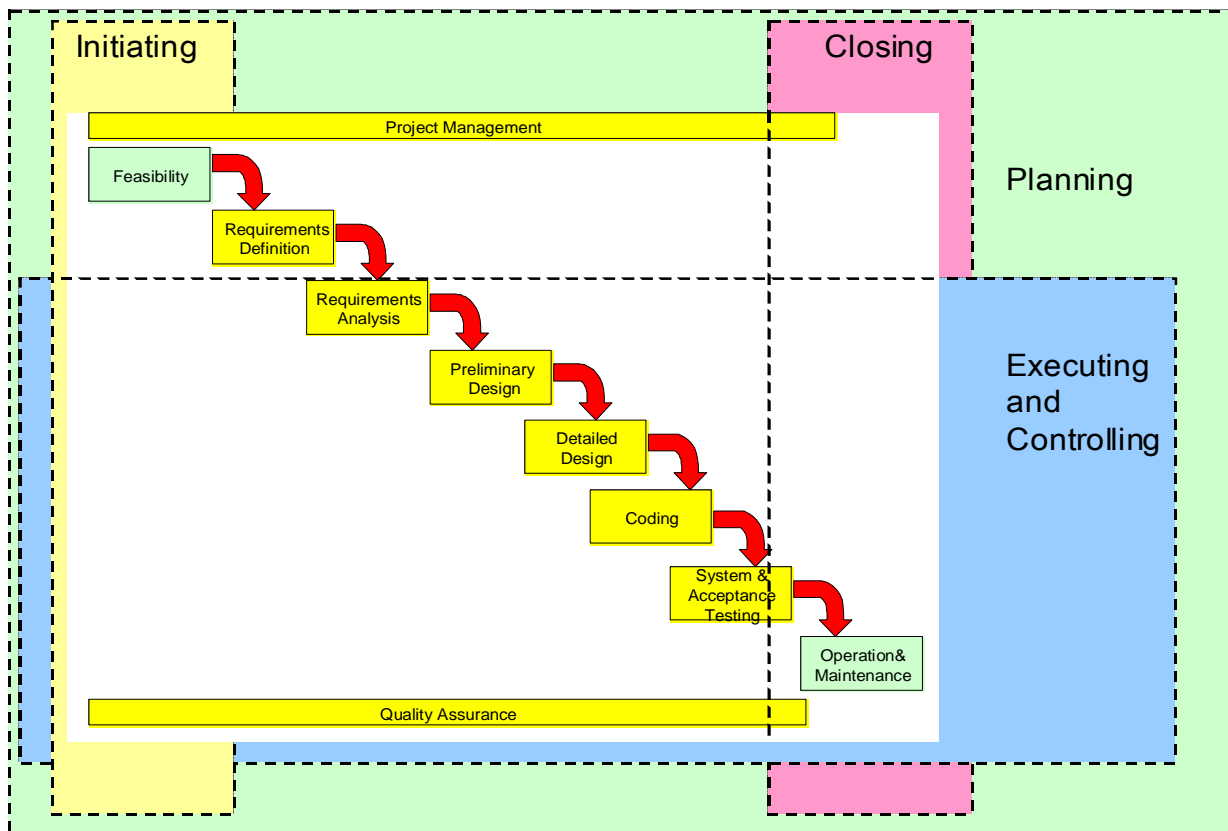 Initiating
Closing
Project Management
Feasibility
Planning
Requirements
Definition
Requirements
Analysis
Executing
and
Controlling
Preliminary
Design
Detailed
Design
Coding
System &
Acceptance
Testing
Operation&
Maintenance
Quality Assurance